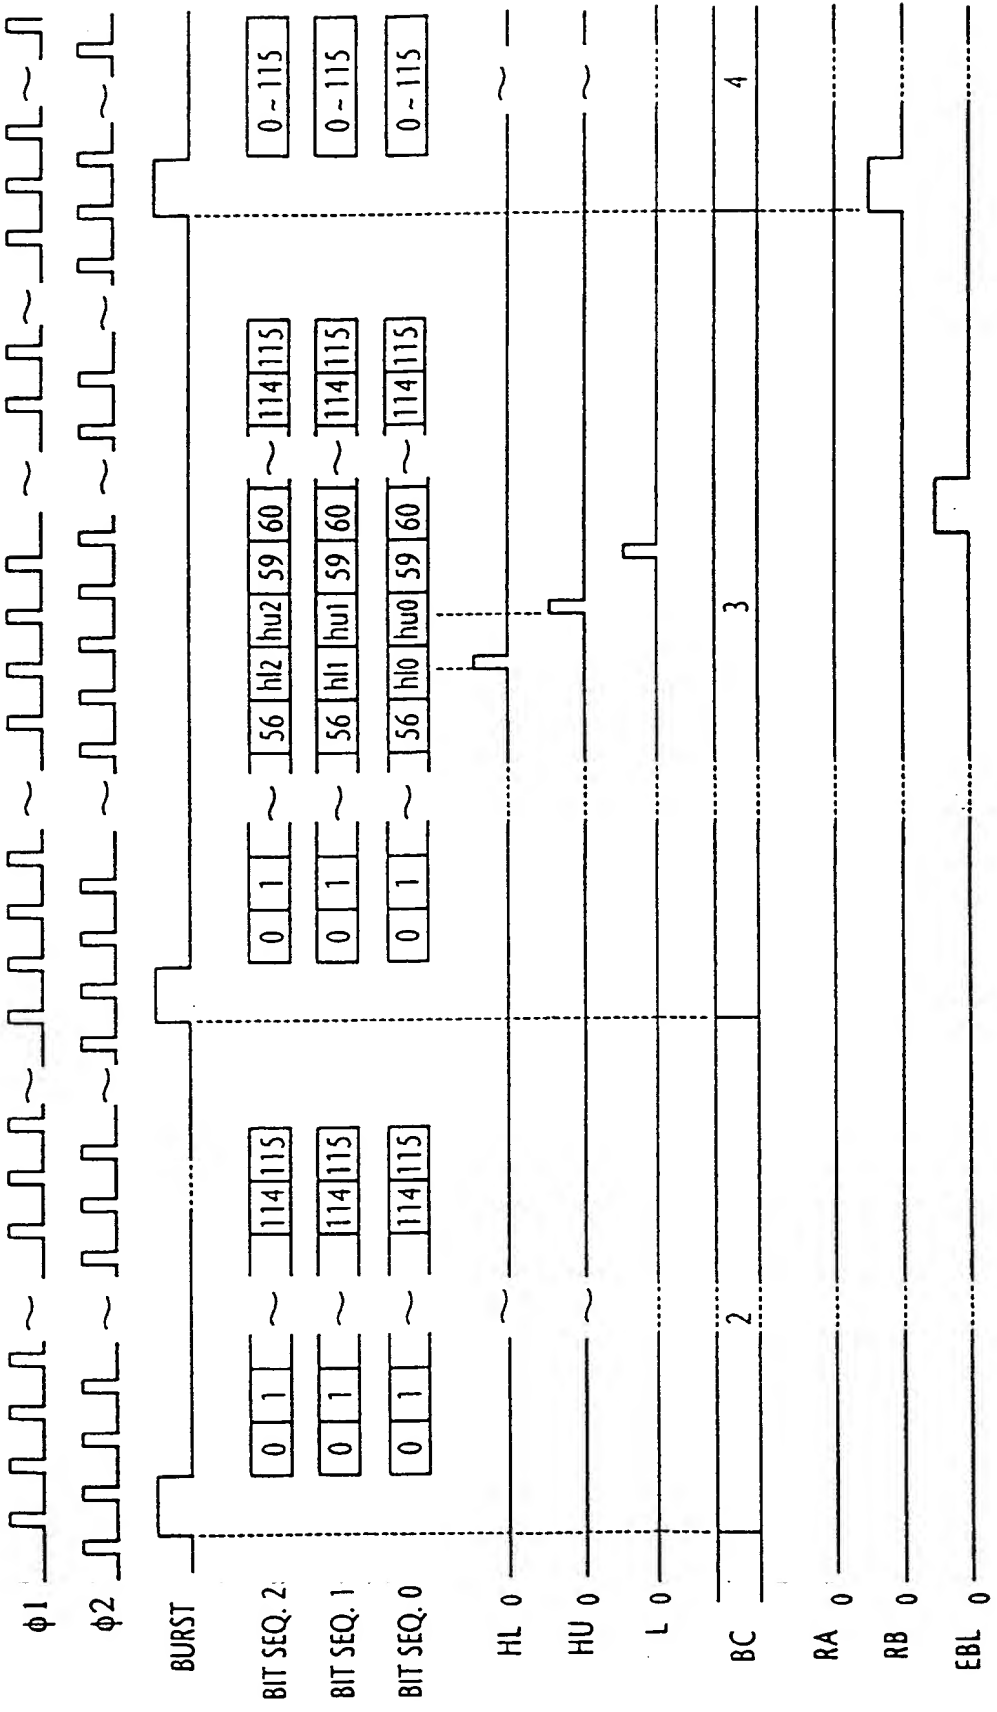 ϕ1
ϕ2
BURST
BIT SEQ. 2 0 1 ~ 114 115 0 1 ~ 56 hl2 hu2 59 60 ~ 114 115 0 ~ 115
BIT SEQ. 1 0 1 ~ 114 115 0 1 ~ 56 hl1 hu1 59 60 ~ 114 115 0 ~ 115
BIT SEQ. 0 0 1 ~ 114 115 0 1 ~ 56 hl0 hu0 59 60 ~ 114 115 0 ~ 115
HL 0
HU 0
L 0
BC 2 3 4
RA 0
RB 0
EBL 0